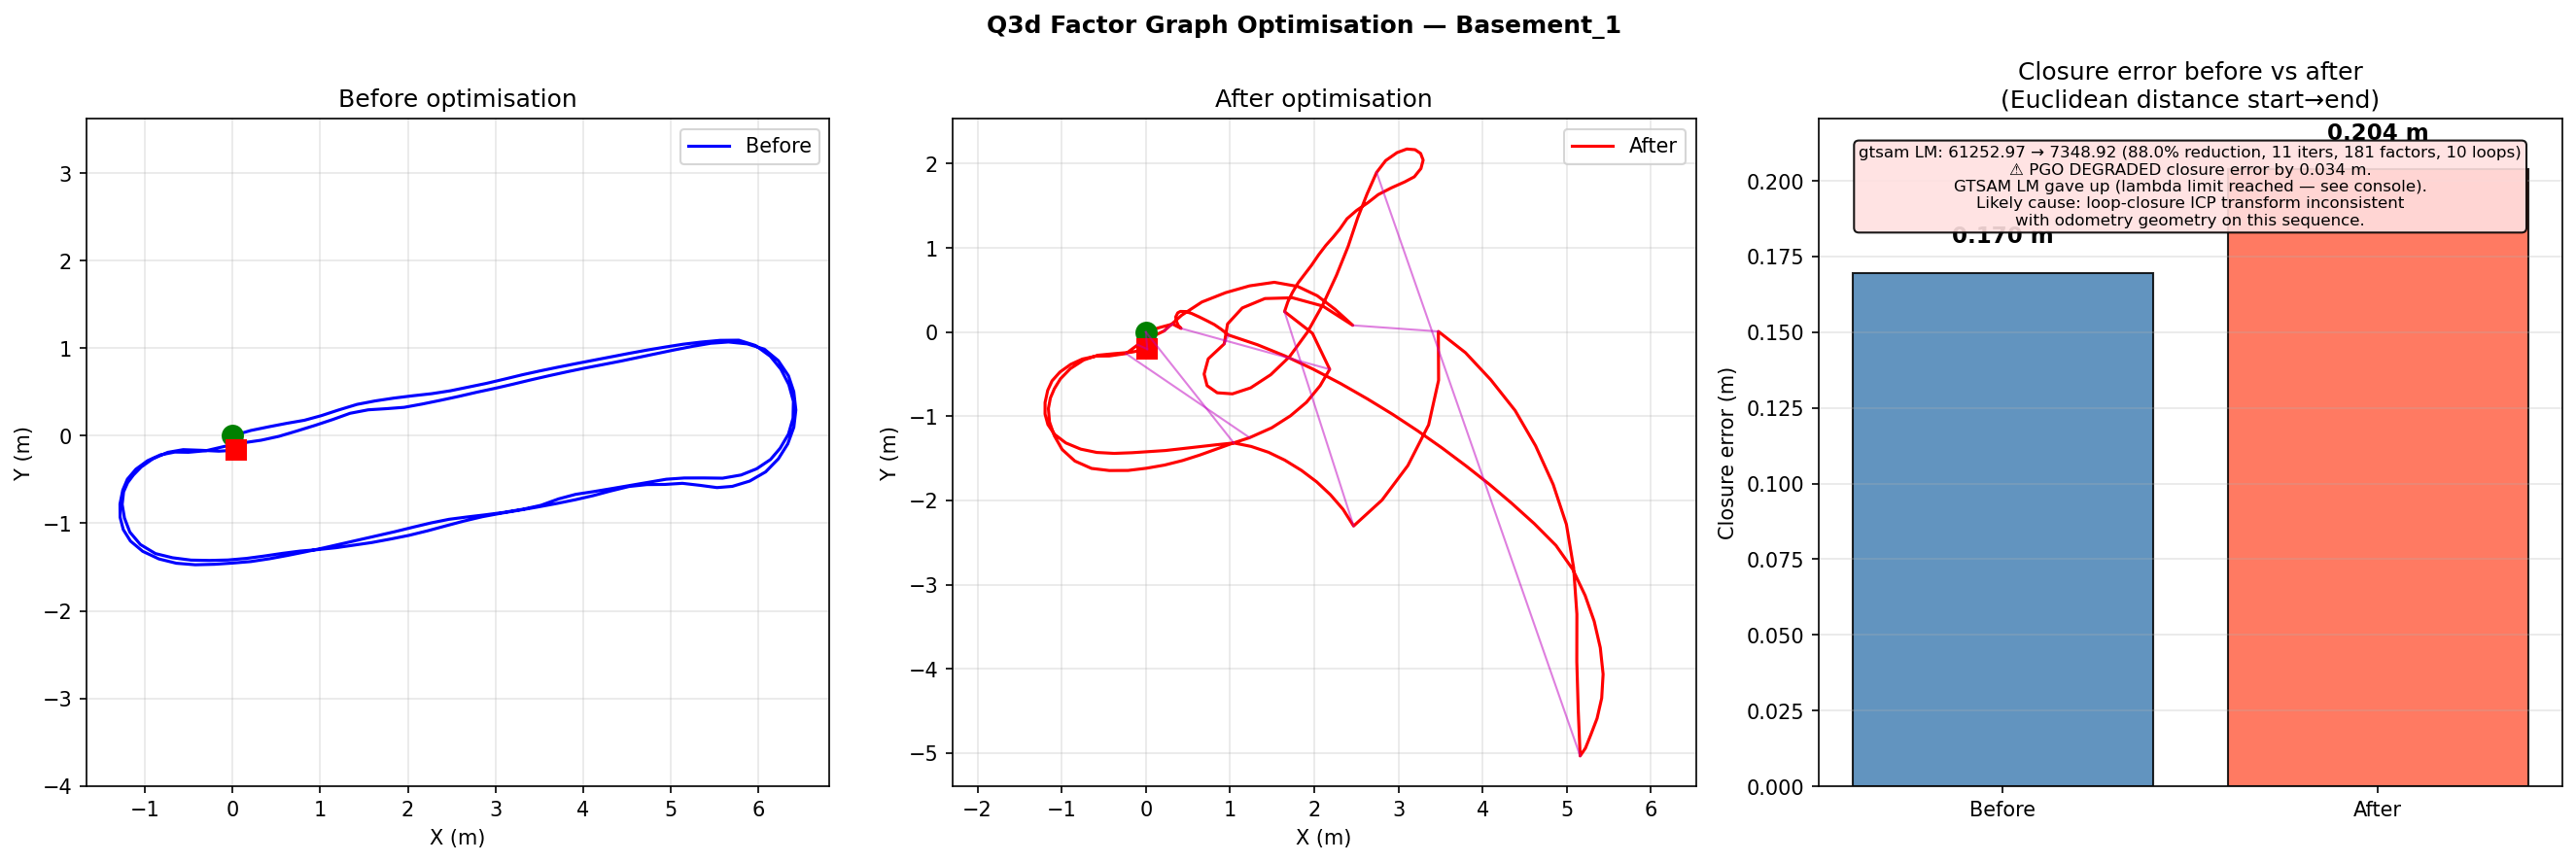 Q3d Factor Graph Optimisation — Basement_1
Before optimisation
Before
3
2
1
0
−1
−2
−3
−4
Y (m)
−1
0
1
2
3
4
5
6
X (m)
After optimisation
After
2
1
0
−1
−2
−3
−4
−5
Y (m)
−2
−1
0
1
2
3
4
5
6
X (m)
Closure error before vs after
(Euclidean distance start→end)
0.204 m
gtsam LM: 61252.97 → 7348.92 (88.0% reduction, 11 iters, 181 factors, 10 loops)
⚠ PGO DEGRADED closure error by 0.034 m.
GTSAM LM gave up (lambda limit reached — see console).
Likely cause: loop-closure ICP transform inconsistent
with odometry geometry on this sequence.
0.170 m
0.200
0.175
0.150
0.125
0.100
0.075
0.050
0.025
0.000
Closure error (m)
Before
After